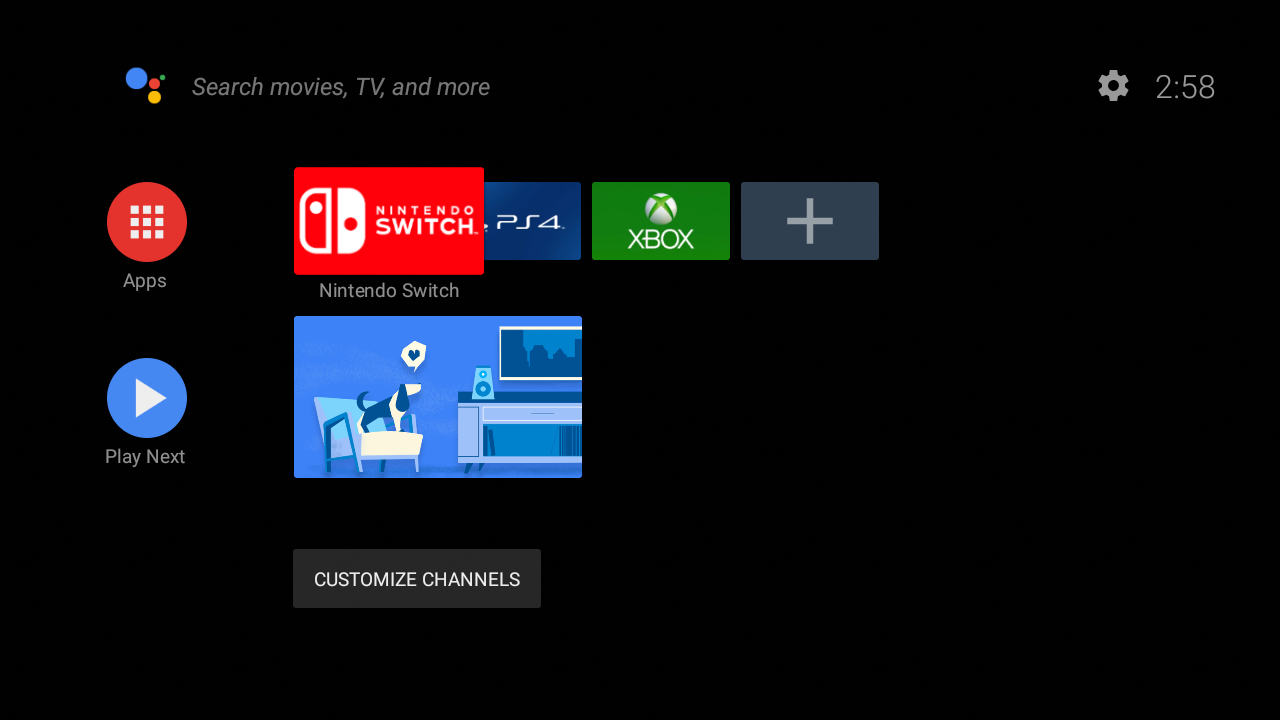 Search movies, TV, and more
2:58
NINTENDO
SWITCH
PS4
XBOX
Apps
Nintendo Switch
Play Next
CUSTOMIZE CHANNELS